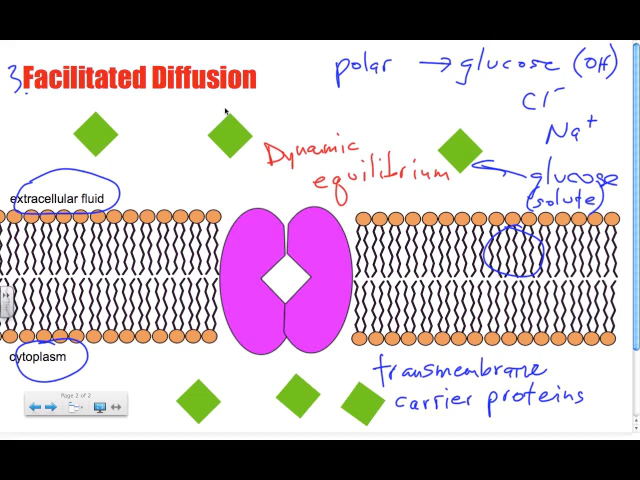 3. Facilitated Diffusion
polar → glucose (OH)
Cl⁻
Na⁺
Dynamic
equilibrium
glucose
(solute)
extracellular fluid
cytoplasm
transmembrane
carrier proteins
Page 2 of 2